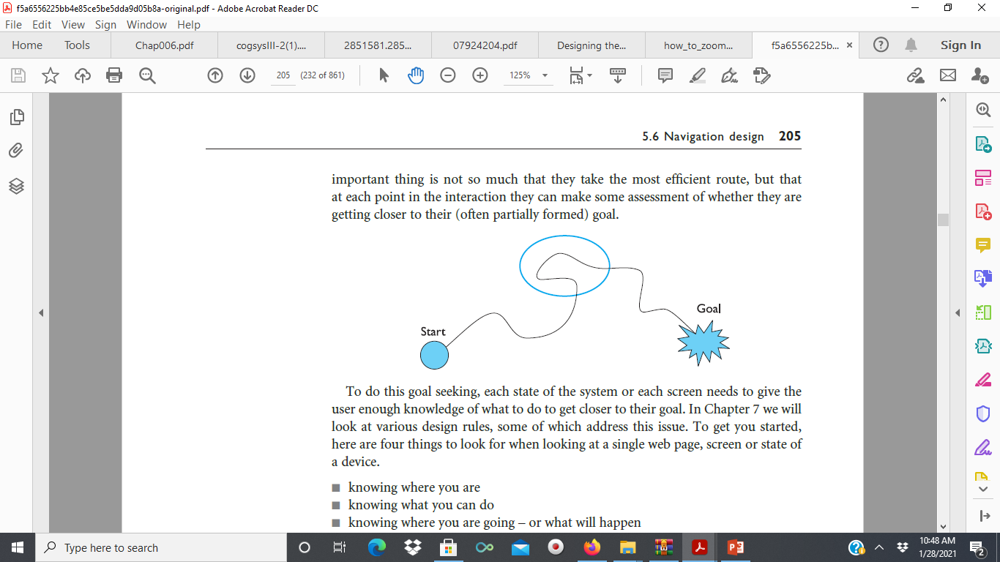 f5a6556225bb4e85ce5be5dda9d05b8a-original.pdf - Adobe Acrobat Reader DC
File Edit View Sign Window Help
Home Tools Chap006.pdf cogsysIII-2(1).... 2851581.285... 07924204.pdf Designing the... how_to_zoom... f5a6556225b... × Sign In
205 (232 of 861) 125%
5.6 Navigation design 205
important thing is not so much that they take the most efficient route, but that
at each point in the interaction they can make some assessment of whether they are
getting closer to their (often partially formed) goal.
Goal
Start
To do this goal seeking, each state of the system or each screen needs to give the
user enough knowledge of what to do to get closer to their goal. In Chapter 7 we will
look at various design rules, some of which address this issue. To get you started,
here are four things to look for when looking at a single web page, screen or state of
a device.
■ knowing where you are
■ knowing what you can do
■ knowing where you are going – or what will happen
Type here to search
10:48 AM
1/28/2021
2